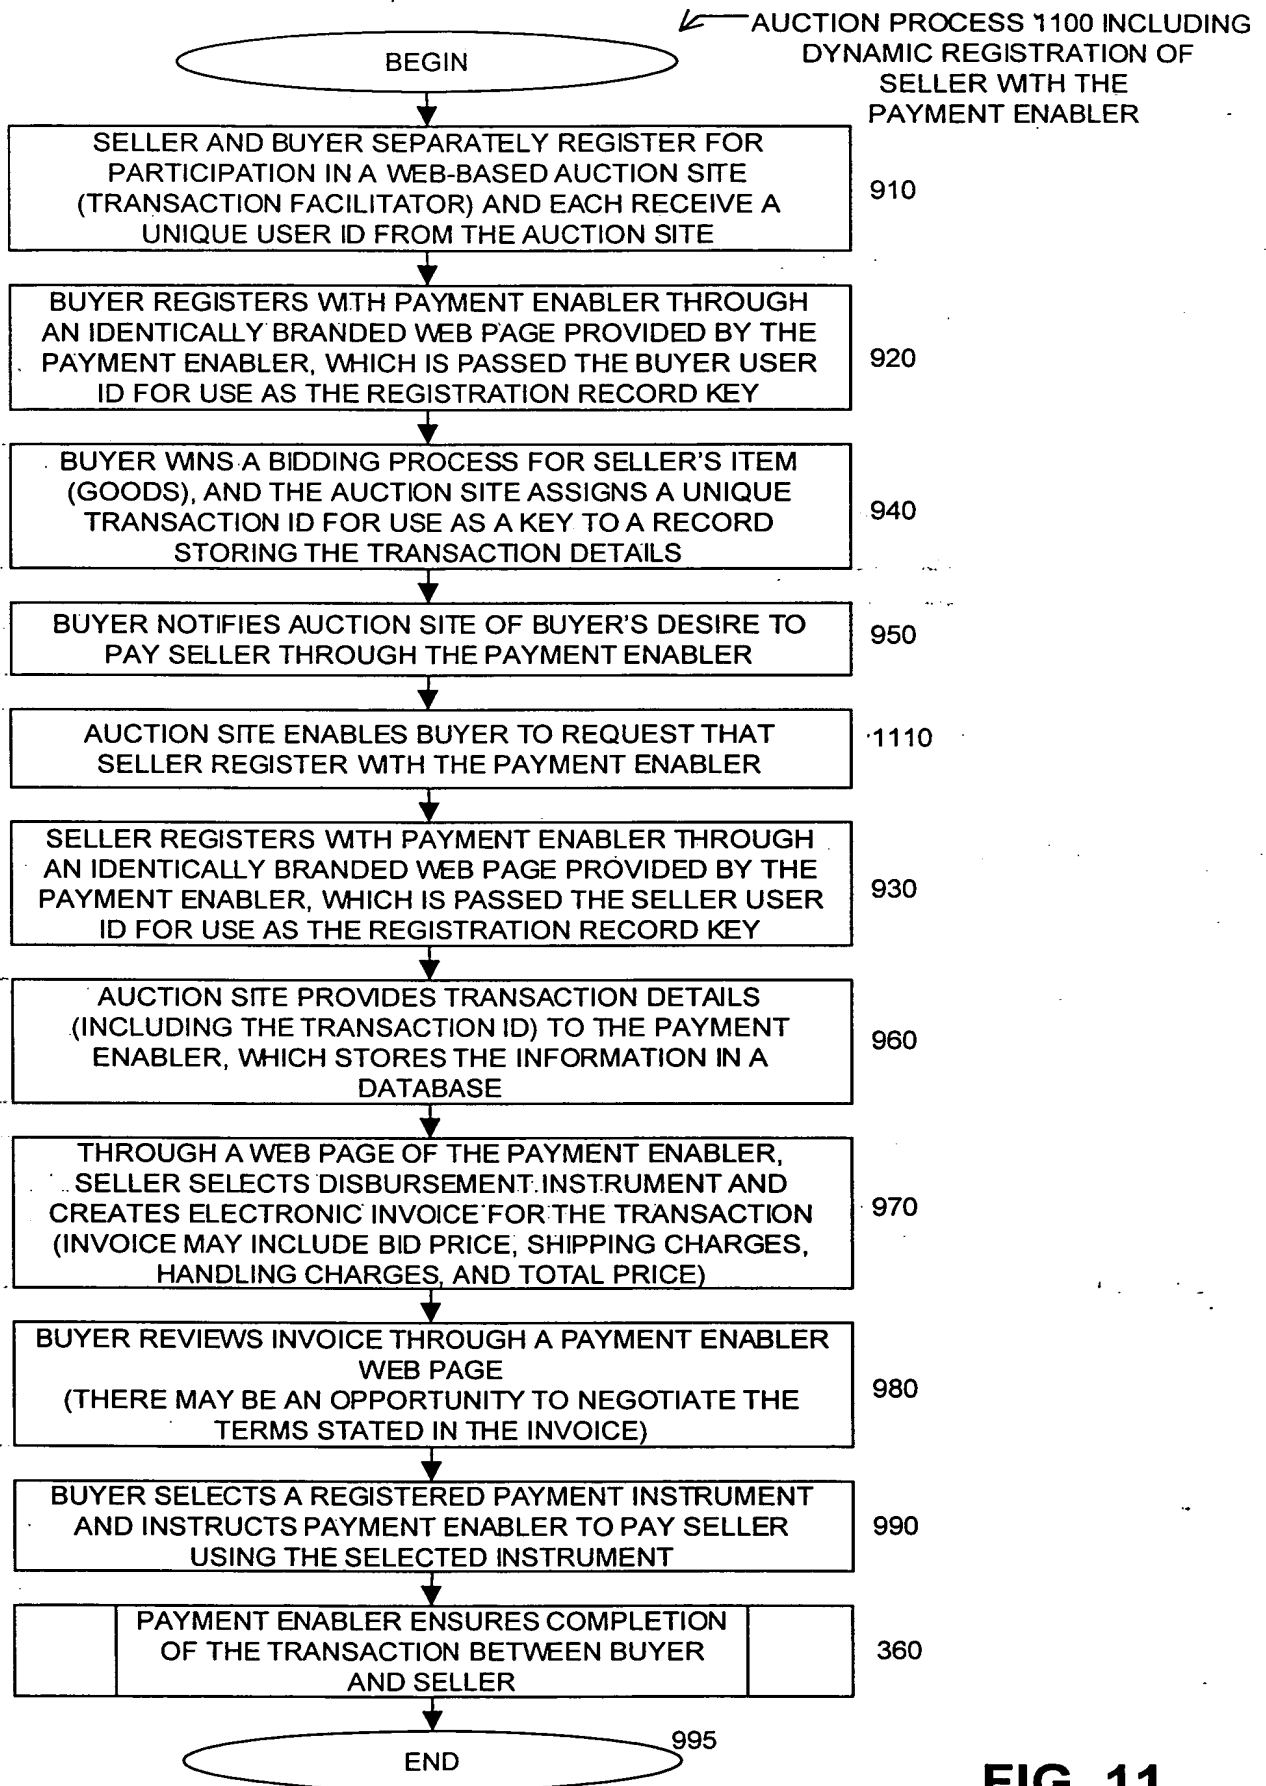 AUCTION PROCESS 1100 INCLUDING
DYNAMIC REGISTRATION OF
SELLER WITH THE
PAYMENT ENABLER
BEGIN
SELLER AND BUYER SEPARATELY REGISTER FOR
PARTICIPATION IN A WEB-BASED AUCTION SITE
(TRANSACTION FACILITATOR) AND EACH RECEIVE A
UNIQUE USER ID FROM THE AUCTION SITE
910
BUYER REGISTERS WITH PAYMENT ENABLER THROUGH
AN IDENTICALLY BRANDED WEB PAGE PROVIDED BY THE
PAYMENT ENABLER, WHICH IS PASSED THE BUYER USER
ID FOR USE AS THE REGISTRATION RECORD KEY
920
BUYER WINS A BIDDING PROCESS FOR SELLER'S ITEM
(GOODS), AND THE AUCTION SITE ASSIGNS A UNIQUE
TRANSACTION ID FOR USE AS A KEY TO A RECORD
STORING THE TRANSACTION DETAILS
940
BUYER NOTIFIES AUCTION SITE OF BUYER'S DESIRE TO
PAY SELLER THROUGH THE PAYMENT ENABLER
950
AUCTION SITE ENABLES BUYER TO REQUEST THAT
SELLER REGISTER WITH THE PAYMENT ENABLER
1110
SELLER REGISTERS WITH PAYMENT ENABLER THROUGH
AN IDENTICALLY BRANDED WEB PAGE PROVIDED BY THE
PAYMENT ENABLER, WHICH IS PASSED THE SELLER USER
ID FOR USE AS THE REGISTRATION RECORD KEY
930
AUCTION SITE PROVIDES TRANSACTION DETAILS
(INCLUDING THE TRANSACTION ID) TO THE PAYMENT
ENABLER, WHICH STORES THE INFORMATION IN A
DATABASE
960
THROUGH A WEB PAGE OF THE PAYMENT ENABLER,
SELLER SELECTS DISBURSEMENT INSTRUMENT AND
CREATES ELECTRONIC INVOICE FOR THE TRANSACTION
(INVOICE MAY INCLUDE BID PRICE, SHIPPING CHARGES,
HANDLING CHARGES, AND TOTAL PRICE)
970
BUYER REVIEWS INVOICE THROUGH A PAYMENT ENABLER
WEB PAGE
(THERE MAY BE AN OPPORTUNITY TO NEGOTIATE THE
TERMS STATED IN THE INVOICE)
980
BUYER SELECTS A REGISTERED PAYMENT INSTRUMENT
AND INSTRUCTS PAYMENT ENABLER TO PAY SELLER
USING THE SELECTED INSTRUMENT
990
PAYMENT ENABLER ENSURES COMPLETION
OF THE TRANSACTION BETWEEN BUYER
AND SELLER
360
END
995
FIG. 11